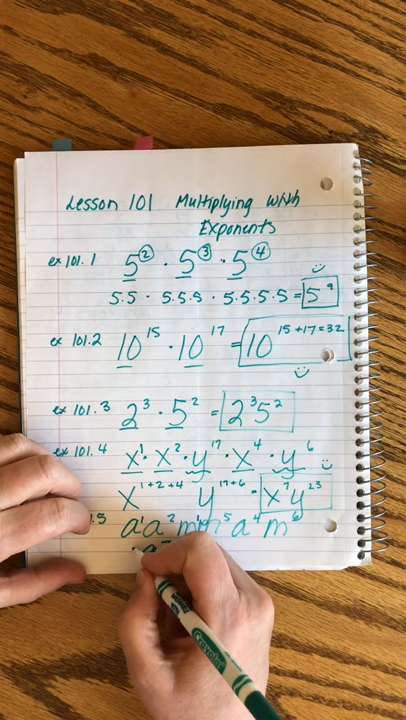 Lesson 101 Multiplying with
Exponents
ex 101.1 5² · 5³ · 5⁴
5·5 · 5·5·5 · 5·5·5·5 = 5⁹
ex 101.2 10¹⁵ · 10¹⁷ = 10¹⁵⁺¹⁷⁼³²
ex 101.3 2³ · 5² = 2³5²
ex 101.4 x¹ · x² · y¹⁷ · x⁴ · y⁶
x¹⁺²⁺⁴ y¹⁷⁺⁶ = x⁷y²³
.5 a¹a²m¹m⁵a⁴m⁶
Crayola